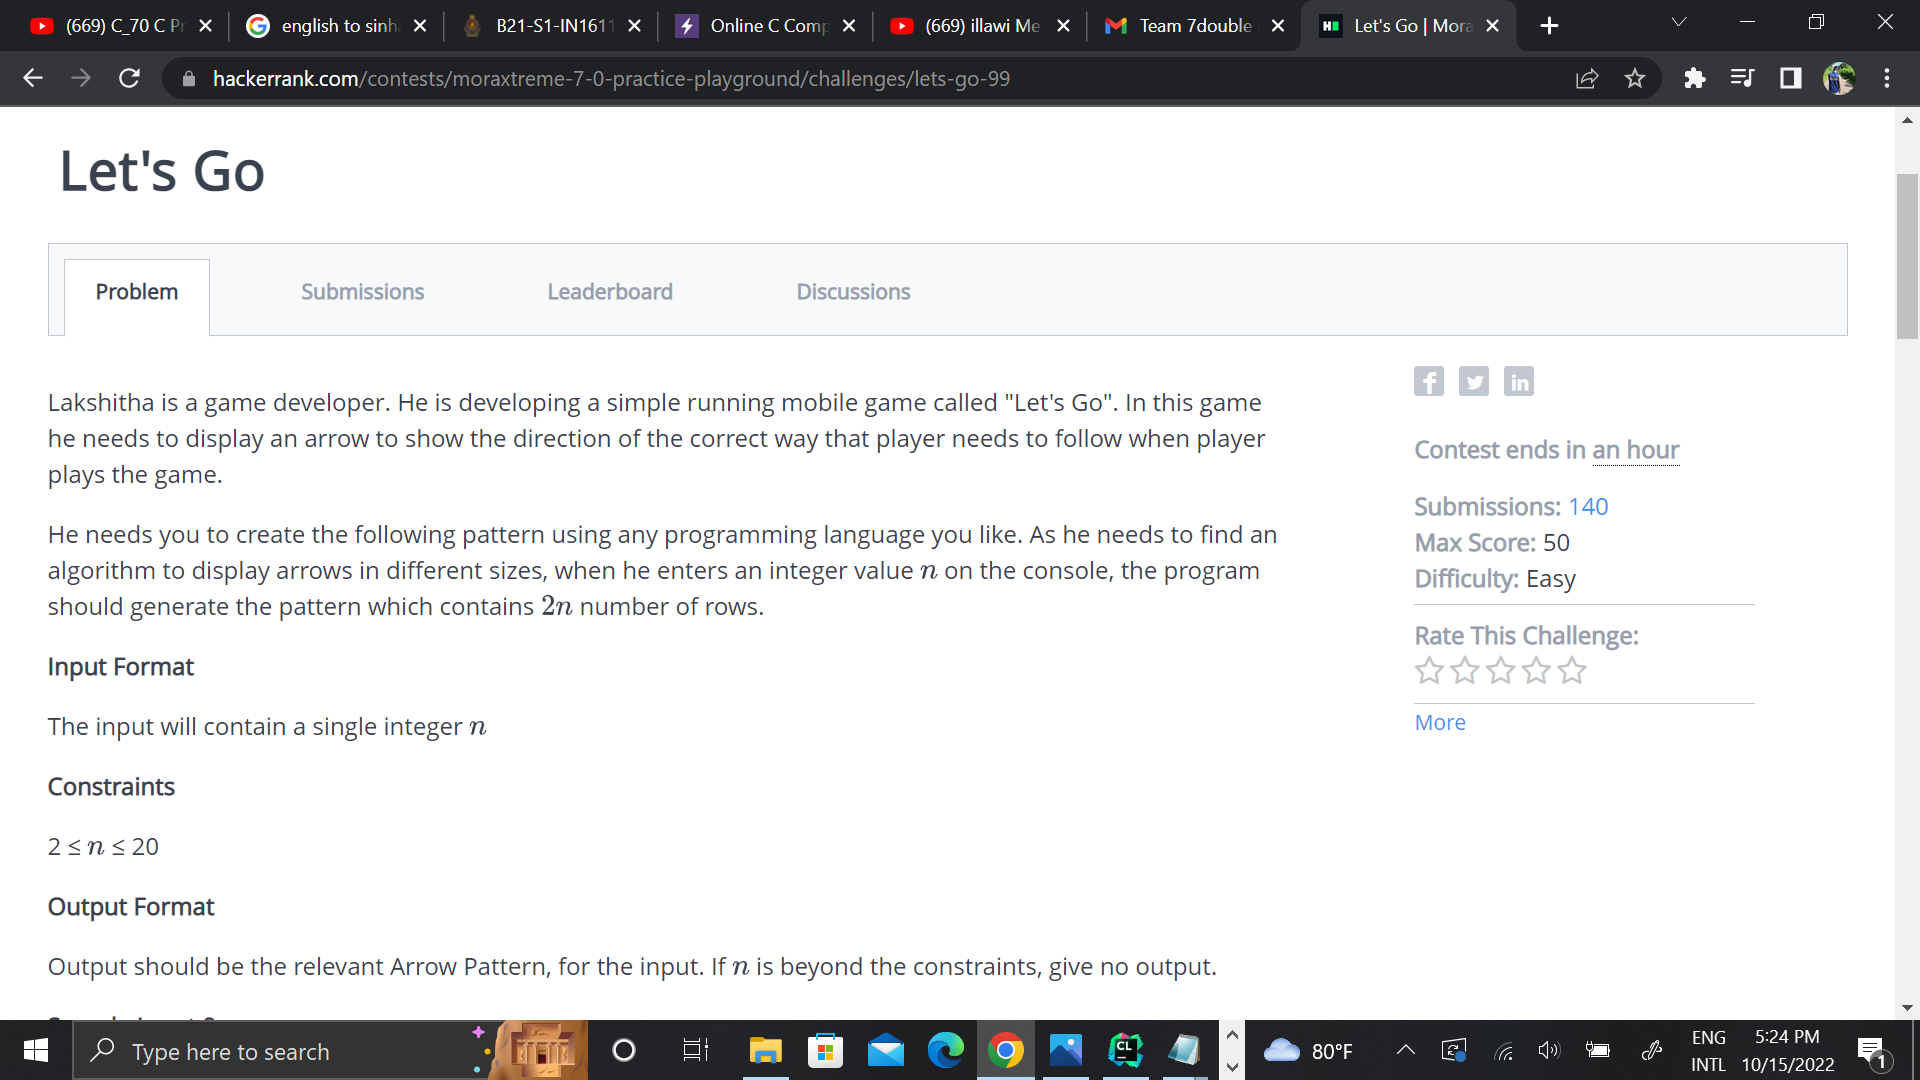 (669) C_70 C Pr
english to sinh
B21-S1-IN1611
Online C Comp
(669) illawi Me
Team 7double
Let's Go | Mora
hackerrank.com/contests/moraxtreme-7-0-practice-playground/challenges/lets-go-99
Let's Go
Problem
Submissions
Leaderboard
Discussions
Lakshitha is a game developer. He is developing a simple running mobile game called "Let's Go". In this game
he needs to display an arrow to show the direction of the correct way that player needs to follow when player
plays the game.
He needs you to create the following pattern using any programming language you like. As he needs to find an
algorithm to display arrows in different sizes, when he enters an integer value n on the console, the program
should generate the pattern which contains 2n number of rows.
Input Format
The input will contain a single integer n
Constraints
2 ≤ n ≤ 20
Output Format
Output should be the relevant Arrow Pattern, for the input. If n is beyond the constraints, give no output.
Contest ends in an hour
Submissions: 140
Max Score: 50
Difficulty: Easy
Rate This Challenge:
More
Type here to search
CL
80°F
ENG
INTL
5:24 PM
10/15/2022
1